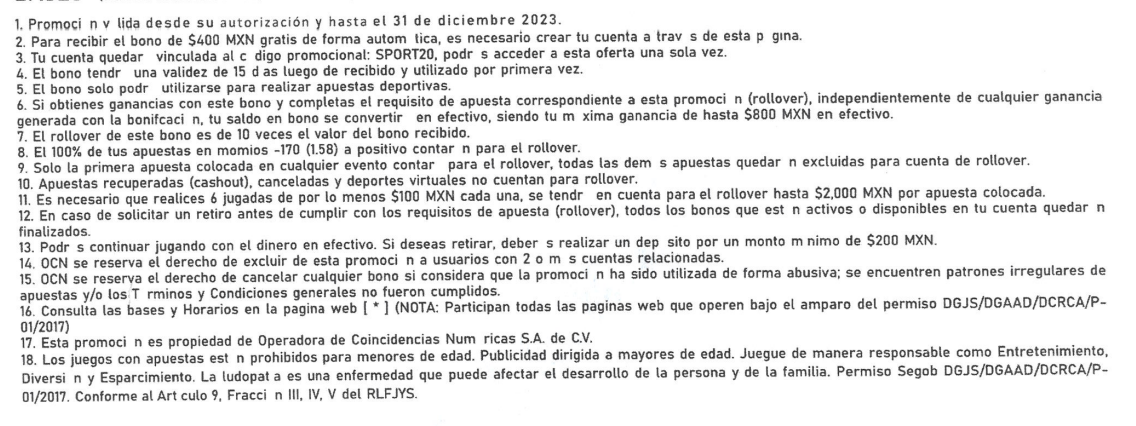 1. Promoci n v lida desde su autorización y hasta el 31 de diciembre 2023.
2. Para recibir el bono de $400 MXN gratis de forma autom tica, es necesario crear tu cuenta a trav s de esta p gina.
3. Tu cuenta quedar vinculada al c digo promocional: SPORT20, podr s acceder a esta oferta una sola vez.
4. El bono tendr una validez de 15 d as luego de recibido y utilizado por primera vez.
5. El bono solo podr utilizarse para realizar apuestas deportivas.
6. Si obtienes ganancias con este bono y completas el requisito de apuesta correspondiente a esta promoci n (rollover), independientemente de cualquier ganancia
generada con la bonifcaci n, tu saldo en bono se convertir en efectivo, siendo tu m xima ganancia de hasta $800 MXN en efectivo.
7. El rollover de este bono es de 10 veces el valor del bono recibido.
8. El 100% de tus apuestas en momios -170 (1.58) a positivo contar n para el rollover.
9. Solo la primera apuesta colocada en cualquier evento contar para el rollover, todas las dem s apuestas quedar n excluidas para cuenta de rollover.
10. Apuestas recuperadas (cashout), canceladas y deportes virtuales no cuentan para rollover.
11. Es necesario que realices 6 jugadas de por lo menos $100 MXN cada una, se tendr en cuenta para el rollover hasta $2,000 MXN por apuesta colocada.
12. En caso de solicitar un retiro antes de cumplir con los requisitos de apuesta (rollover), todos los bonos que est n activos o disponibles en tu cuenta quedar n
finalizados.
13. Podr s continuar jugando con el dinero en efectivo. Si deseas retirar, deber s realizar un dep sito por un monto m nimo de $200 MXN.
14. OCN se reserva el derecho de excluir de esta promoci n a usuarios con 2 o m s cuentas relacionadas.
15. OCN se reserva el derecho de cancelar cualquier bono si considera que la promoci n ha sido utilizada de forma abusiva; se encuentren patrones irregulares de
apuestas y/o los T rminos y Condiciones generales no fueron cumplidos.
16. Consulta las bases y Horarios en la pagina web [ * ] (NOTA: Participan todas las paginas web que operen bajo el amparo del permiso DGJS/DGAAD/DCRCA/P-
01/2017)
17. Esta promoci n es propiedad de Operadora de Coincidencias Num ricas S.A. de C.V.
18. Los juegos con apuestas est n prohibidos para menores de edad. Publicidad dirigida a mayores de edad. Juegue de manera responsable como Entretenimiento,
Diversi n y Esparcimiento. La ludopat a es una enfermedad que puede afectar el desarrollo de la persona y de la familia. Permiso Segob DGJS/DGAAD/DCRCA/P-
01/2017. Conforme al Art culo 9, Fracci n III, IV, V del RLFJYS.